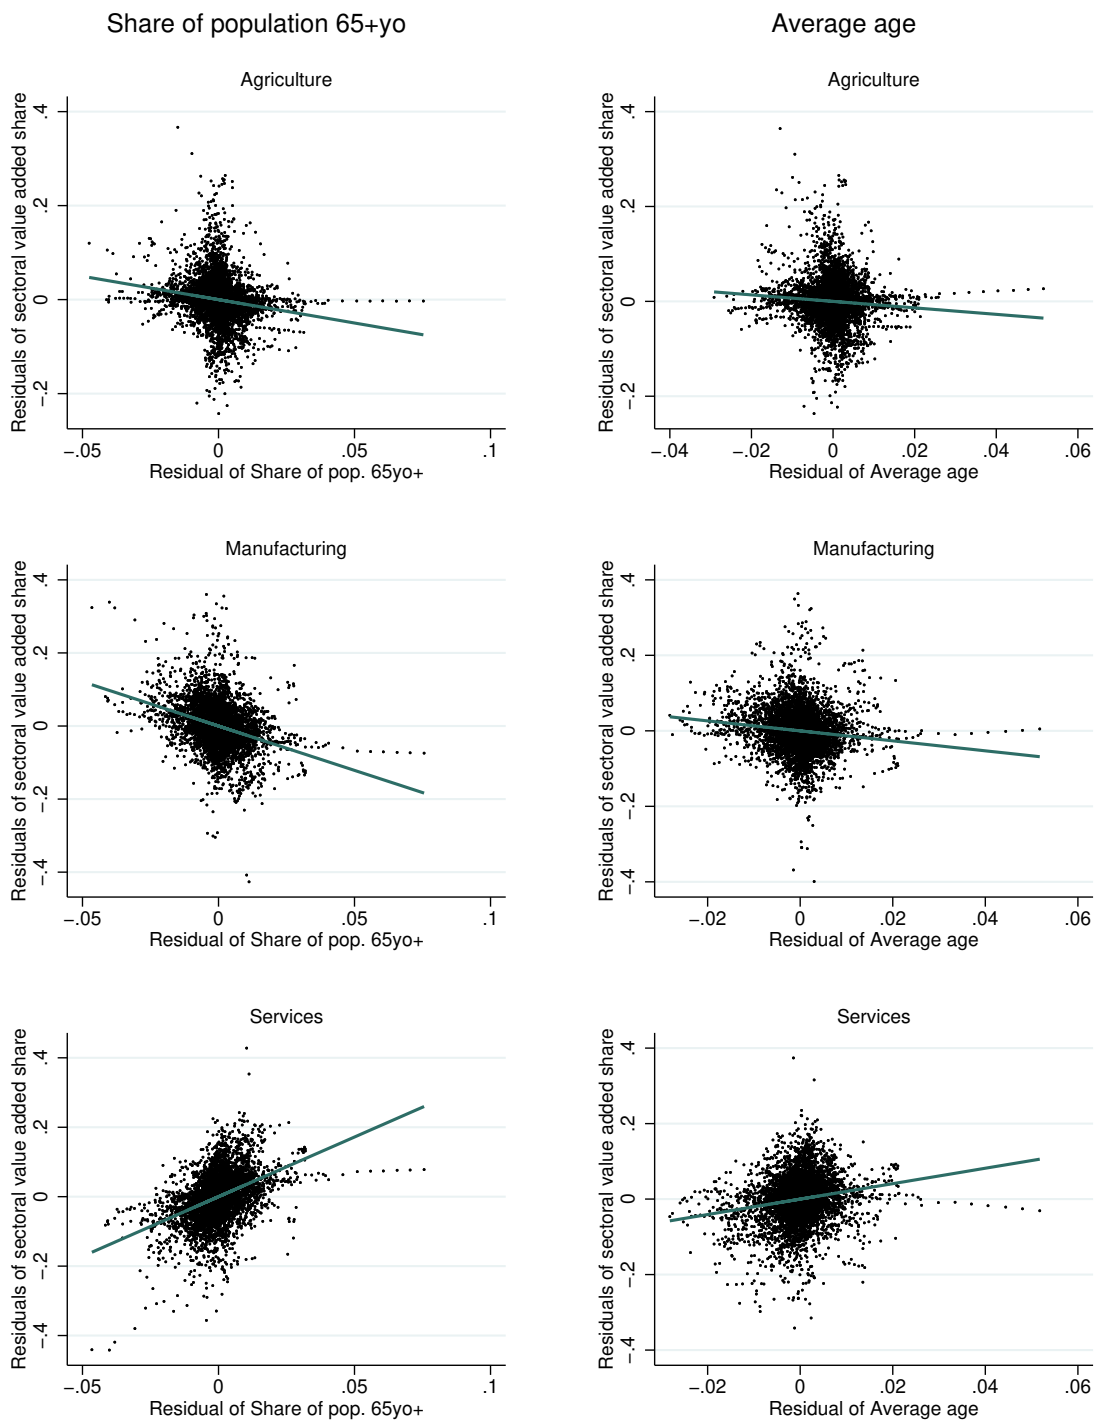 Share of population 65+yo
Average age
Agriculture
Residuals of sectoral value added share
.4
.2
0
−.2
−.05 0 .05 .1
Residual of Share of pop. 65yo+
Agriculture
Residuals of sectoral value added share
.4
.2
0
−.2
−.04 −.02 0 .02 .04 .06
Residual of Average age
Manufacturing
Residuals of sectoral value added share
.4
.2
0
−.2
−.4
−.05 0 .05 .1
Residual of Share of pop. 65yo+
Manufacturing
Residuals of sectoral value added share
.4
.2
0
−.2
−.4
−.02 0 .02 .04 .06
Residual of Average age
Services
Residuals of sectoral value added share
.4
.2
0
−.2
−.4
−.05 0 .05 .1
Residual of Share of pop. 65yo+
Services
Residuals of sectoral value added share
.4
.2
0
−.2
−.4
−.02 0 .02 .04 .06
Residual of Average age